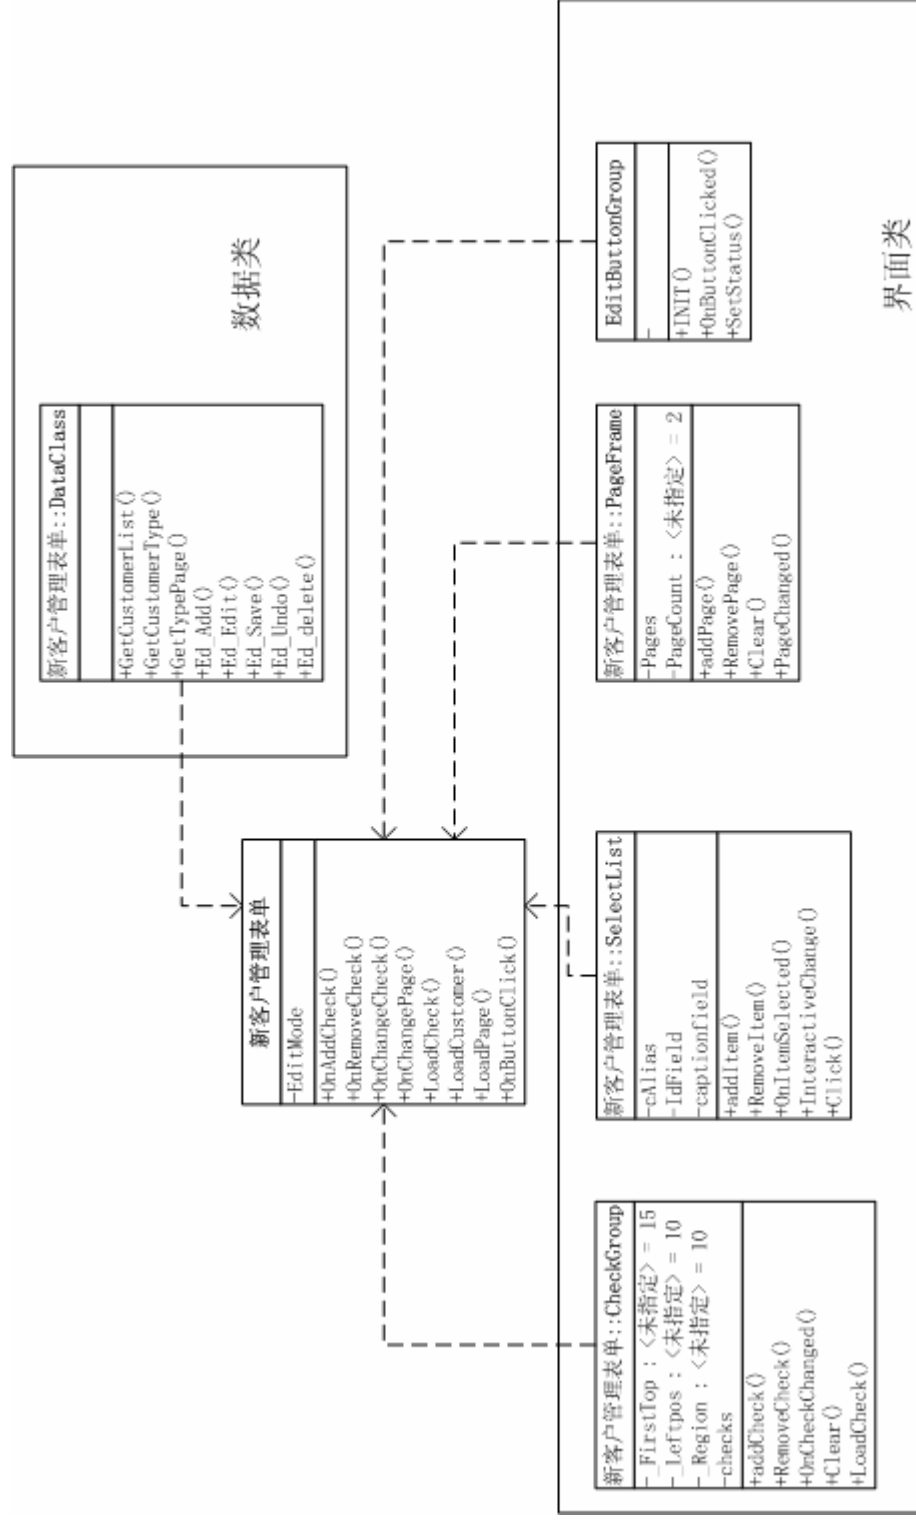 新客户管理表单::DataClass
+GetCustomerList()
+GetCustomerType()
+GetTypePage()
+Ed_Add()
+Ed_Edit()
+Ed_Save()
+Ed_Undo()
+Ed_delete()
数据类
新客户管理表单
-EditMode
+OnAddCheck()
+OnRemoveCheck()
+OnChangeCheck()
+OnChangePage()
+LoadCheck()
+LoadCustomer()
+LoadPage()
+OnButtonClick()
新客户管理表单::CheckGroup
-_FirstTop : <未指定> = 15
-_Leftpos : <未指定> = 10
-_Region : <未指定> = 10
-checks
+addCheck()
+RemoveCheck()
+OnCheckChanged()
+Clear()
+LoadCheck()
新客户管理表单::SelectList
-cAlias
-IdField
-captionfield
+addItem()
+RemoveItem()
+OnItemSelected()
+InteractiveChange()
+Click()
新客户管理表单::PageFrame
-Pages
-PageCount : <未指定> = 2
+addPage()
+RemovePage()
+Clear()
+PageChanged()
EditButtonGroup
-
+INIT()
+OnButtonClicked()
+SetStatus()
界面类